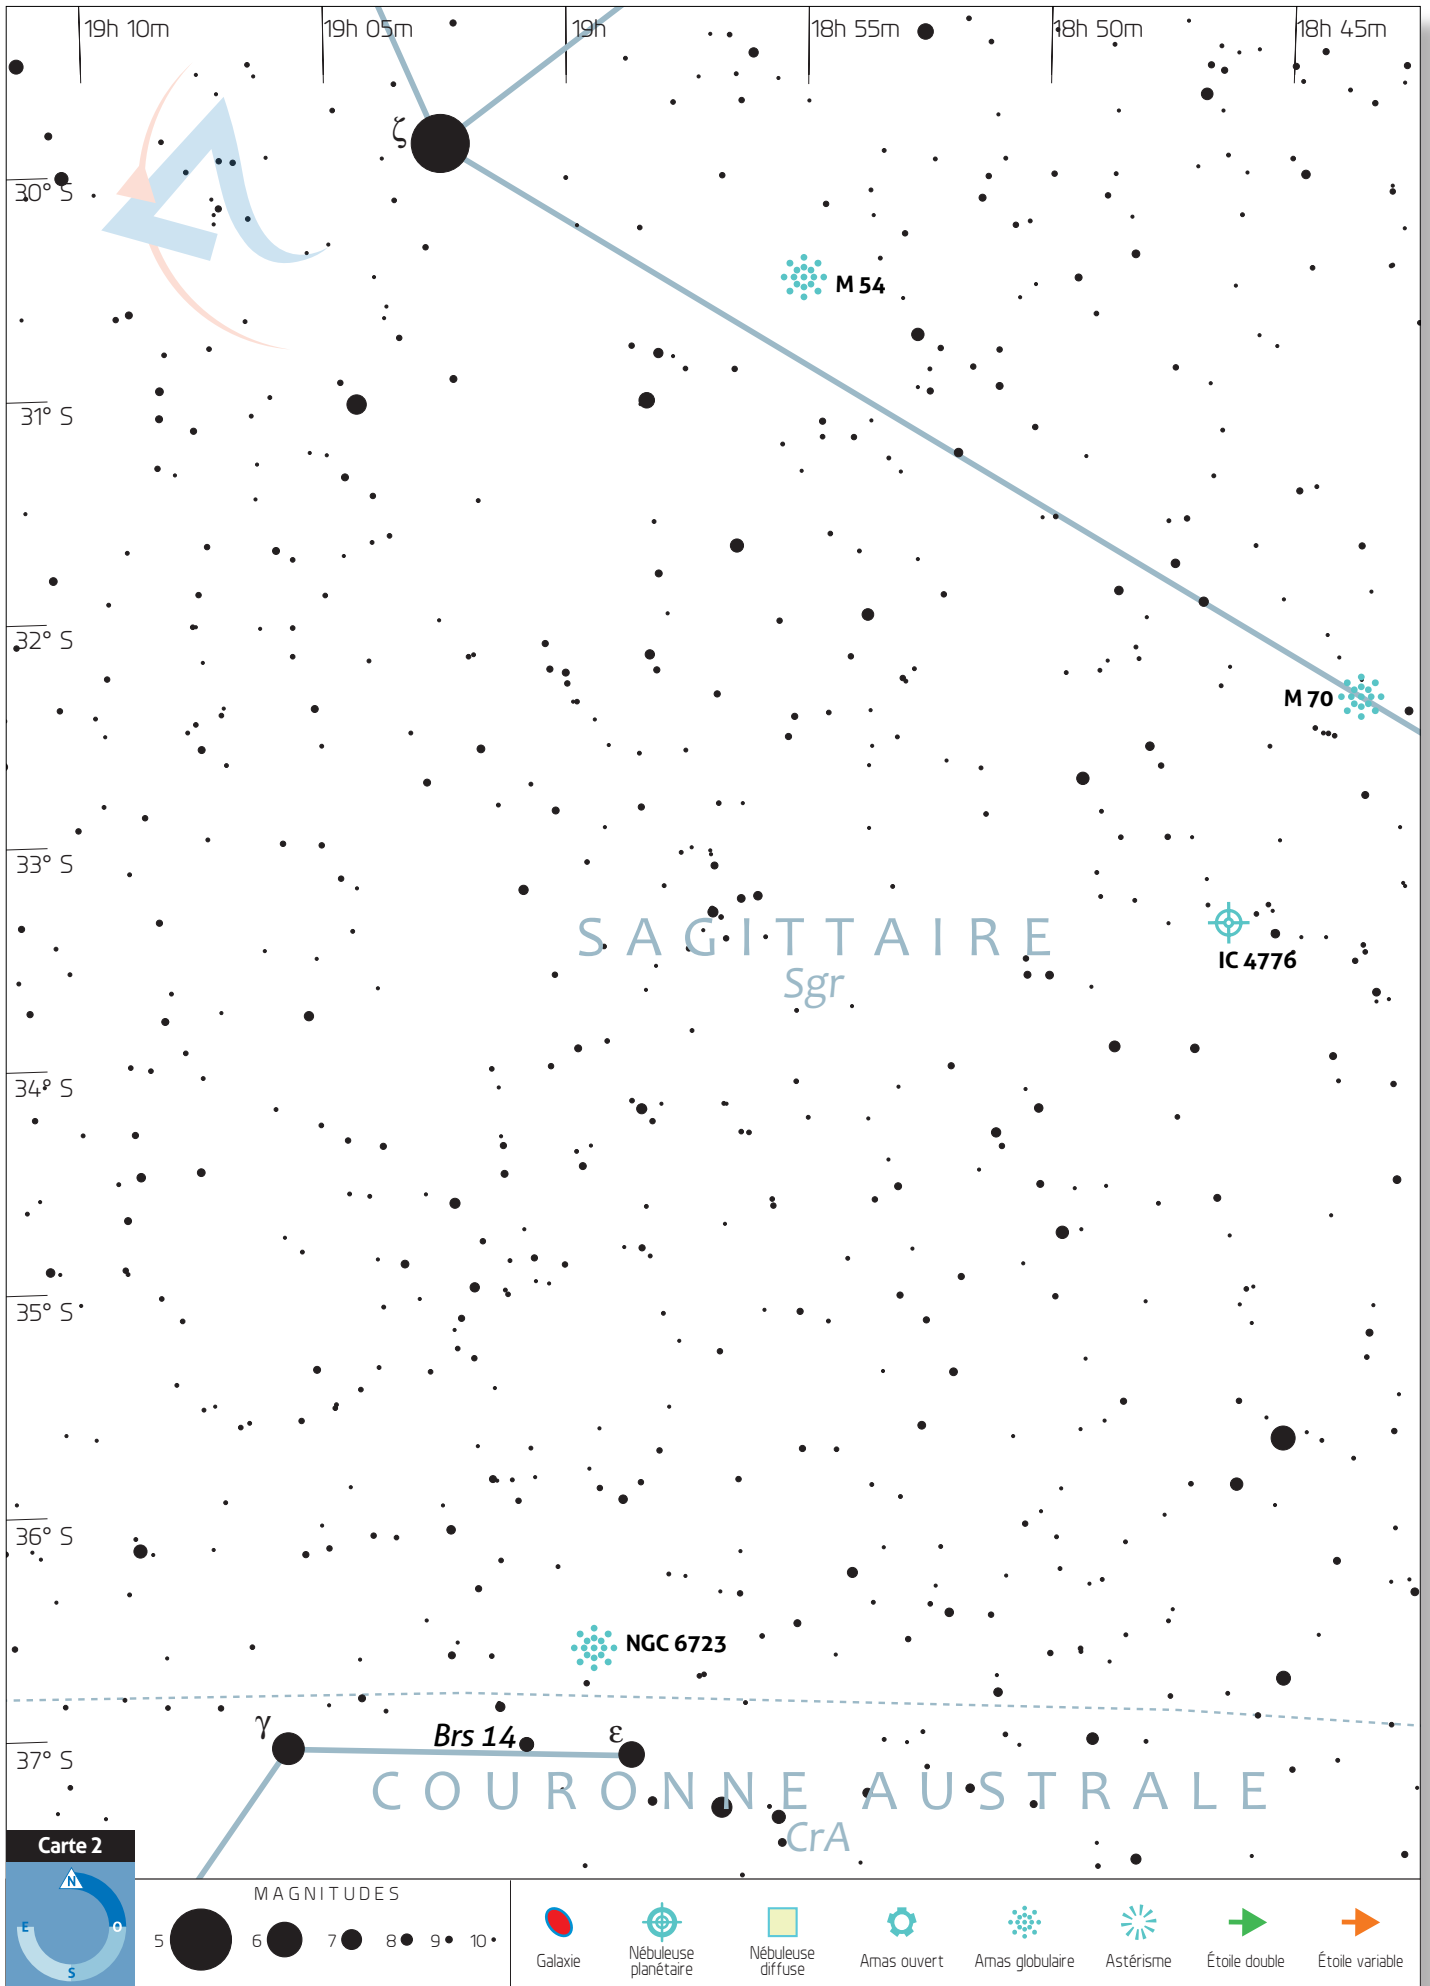 19h 10m 19h 05m 19h 18h 55m 18h 50m 18h 45m
ζ
30° S
M 54
31° S
32° S
M 70
33° S
SAGITTAIRE
Sgr
IC 4776
34° S
35° S
36° S
NGC 6723
γ Brs 14 ε
37° S
COURONNE AUSTRALE
CrA
Carte 2
N
E O
S
MAGNITUDES
5 6 7 8 9 10
Galaxie
Nébuleuse planétaire
Nébuleuse diffuse
Amas ouvert
Amas globulaire
Astérisme
Étoile double
Étoile variable